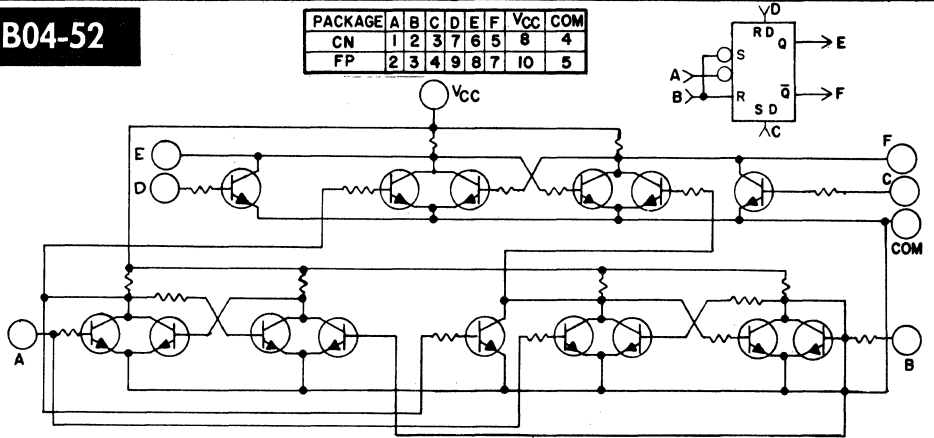 B04-52
PACKAGE A B C D E F VCC COM
CN 1 2 3 7 6 5 8 4
FP 2 3 4 9 8 7 10 5
D
RD
Q
E
S
A
B
R
Q̅
F
SD
C
VCC
E
F
D
C
COM
A
B